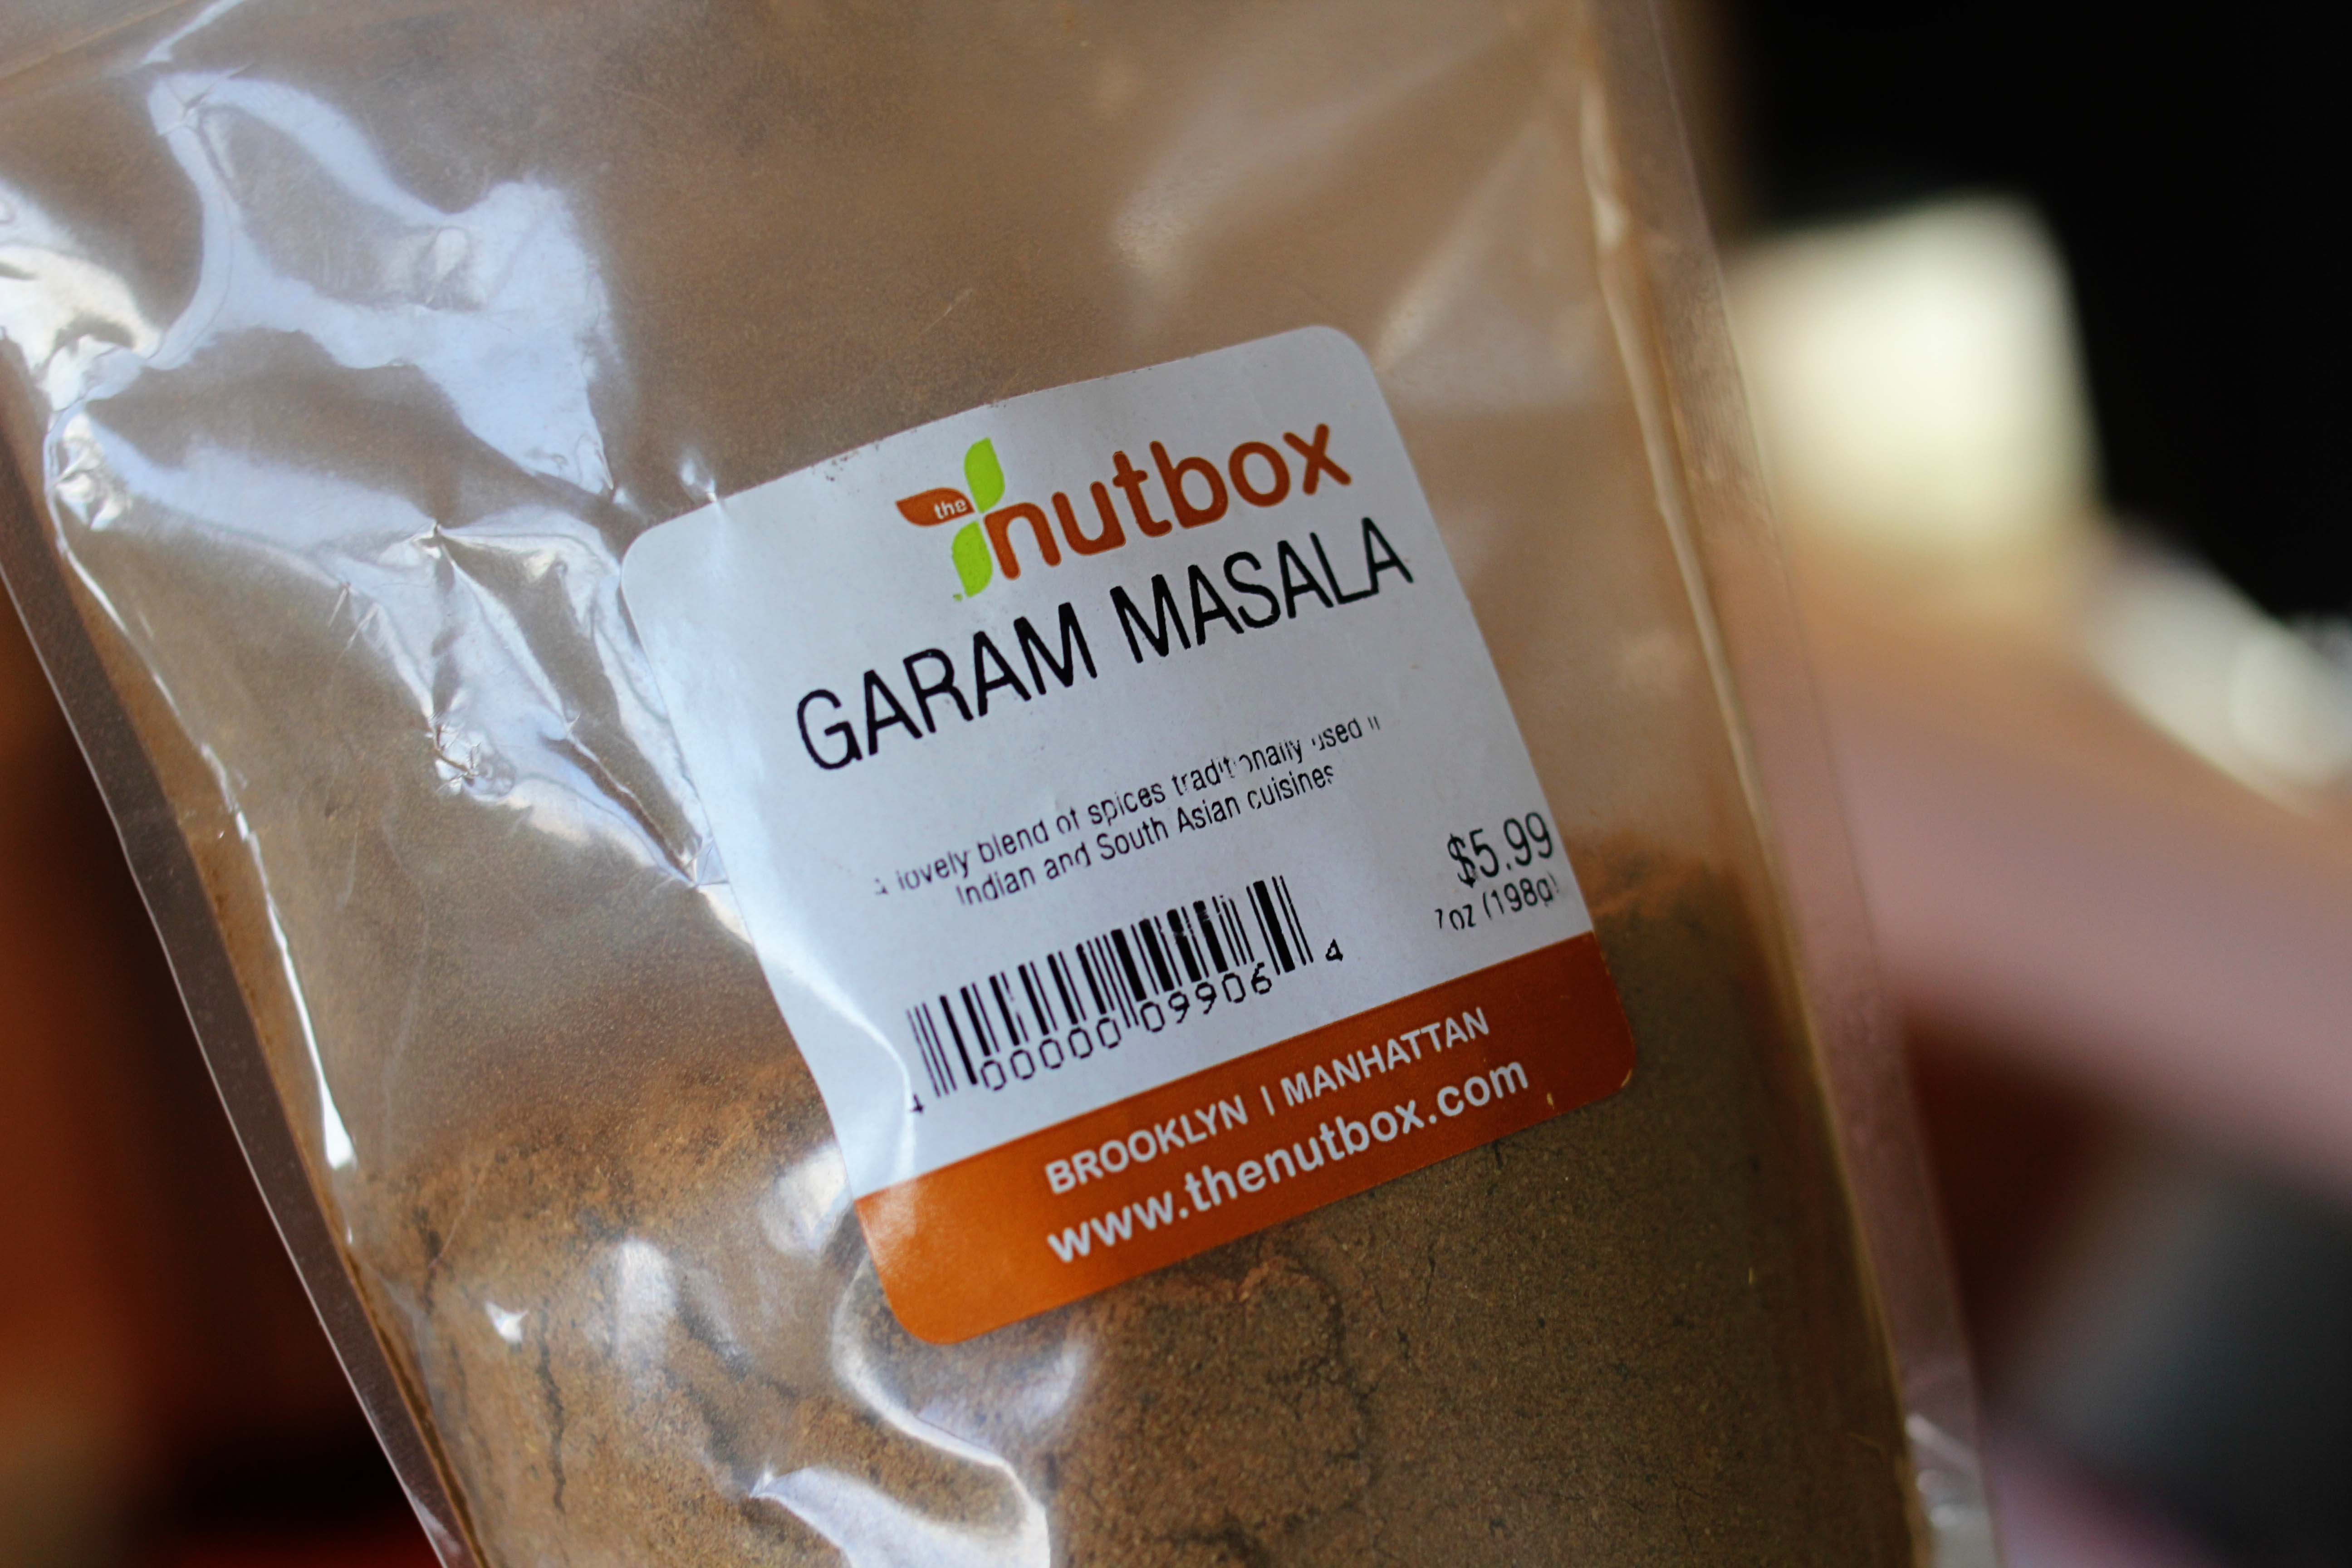 the nutbox
GARAM MASALA
lovely blend of spices traditionally used
Indian and South Asian cuisines
$5.99
7oz (198g)
4 00000 09906 4
BROOKLYN | MANHATTAN
www.thenutbox.com